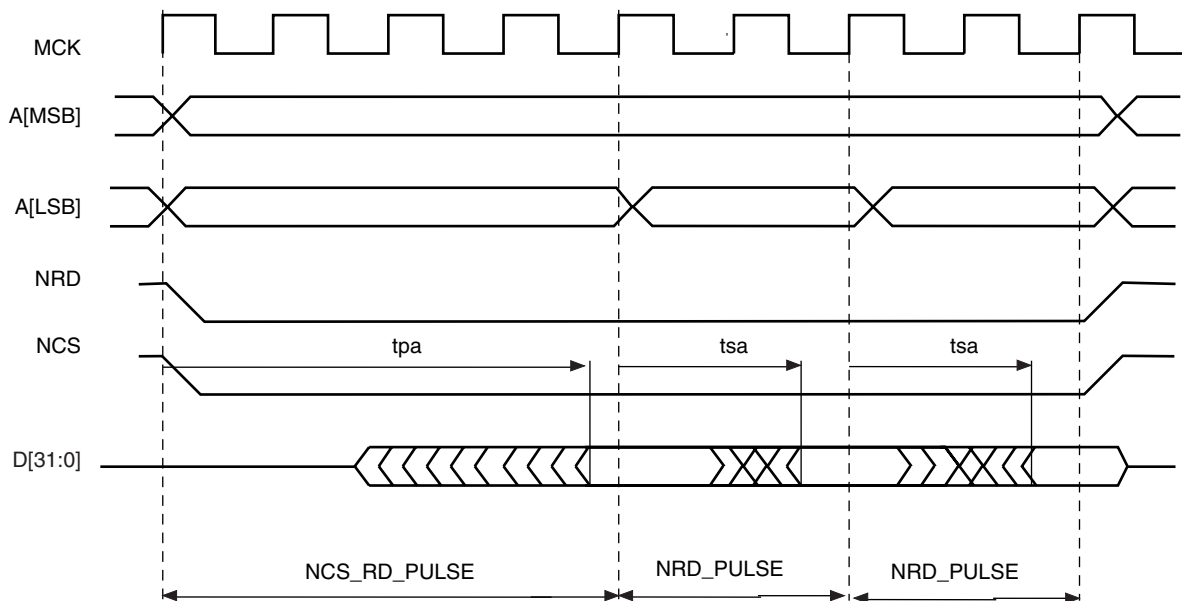 MCK
A[MSB]
A[LSB]
NRD
NCS
tpa
tsa
tsa
D[31:0]
NCS_RD_PULSE
NRD_PULSE
NRD_PULSE